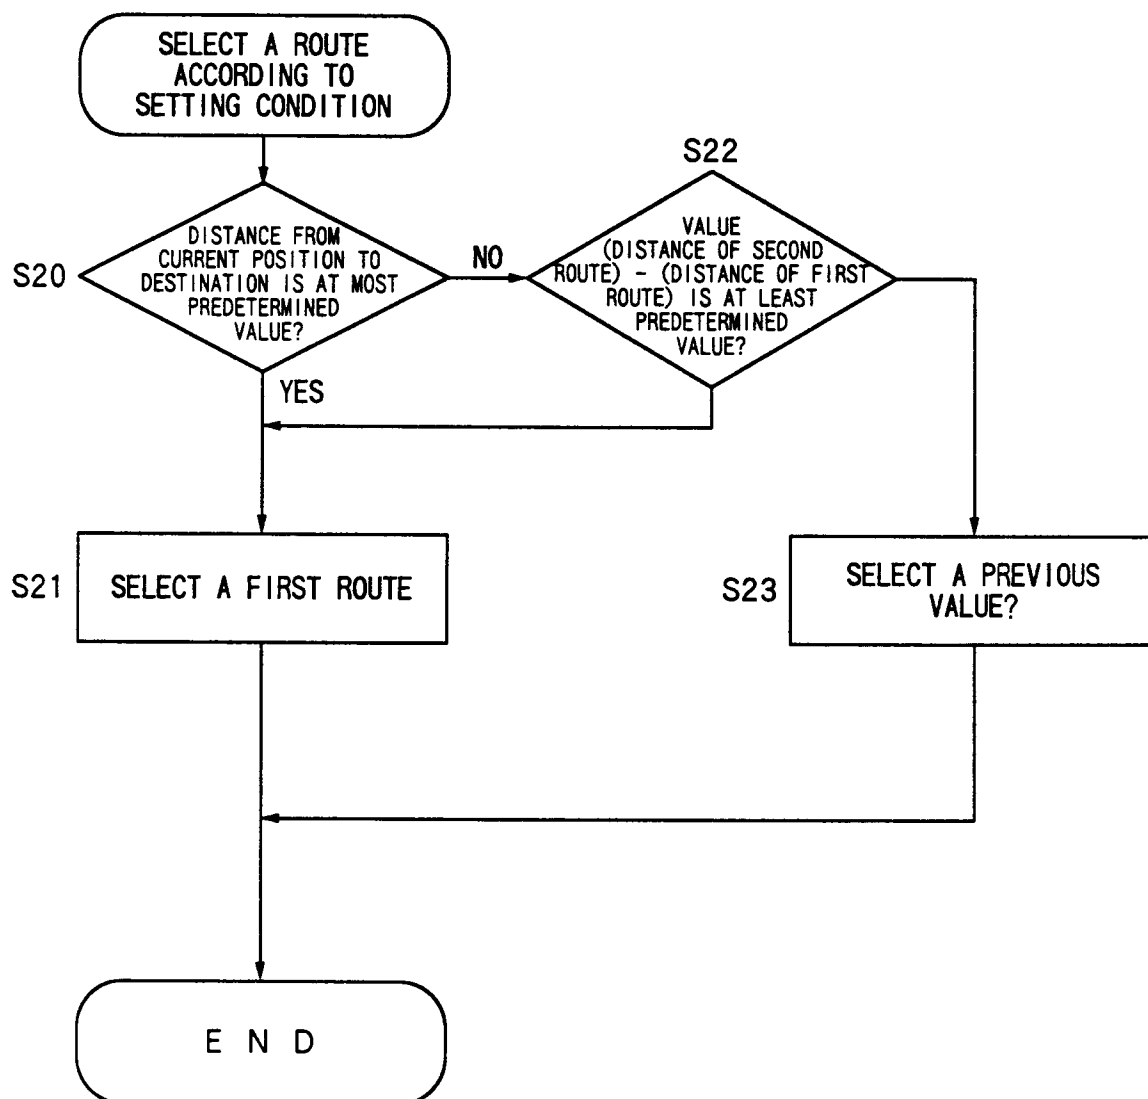 SELECT A ROUTE
ACCORDING TO
SETTING CONDITION
S20
DISTANCE FROM
CURRENT POSITION TO
DESTINATION IS AT MOST
PREDETERMINED
VALUE?
NO
YES
S22
VALUE
(DISTANCE OF SECOND
ROUTE) - (DISTANCE OF FIRST
ROUTE) IS AT LEAST
PREDETERMINED
VALUE?
S21
SELECT A FIRST ROUTE
S23
SELECT A PREVIOUS
VALUE?
END